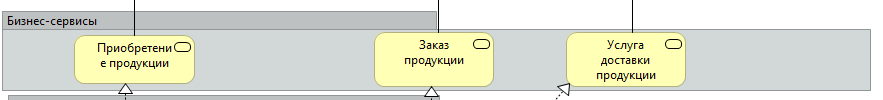 Бизнес-сервисы
Приобретени
е продукции
Заказ
продукции
Услуга
доставки
продукции